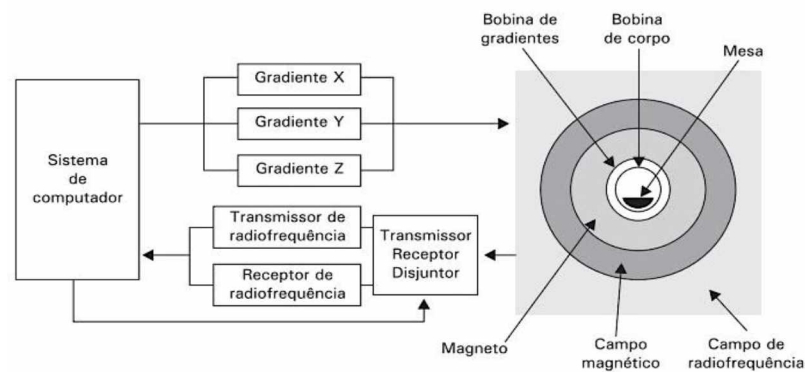 Bobina de
gradientes
Bobina
de corpo
Mesa
Gradiente X
Gradiente Y
Gradiente Z
Sistema
de
computador
Transmissor de
radiofrequência
Receptor de
radiofrequência
Transmissor
Receptor
Disjuntor
Magneto
Campo
magnético
Campo de
radiofrequência